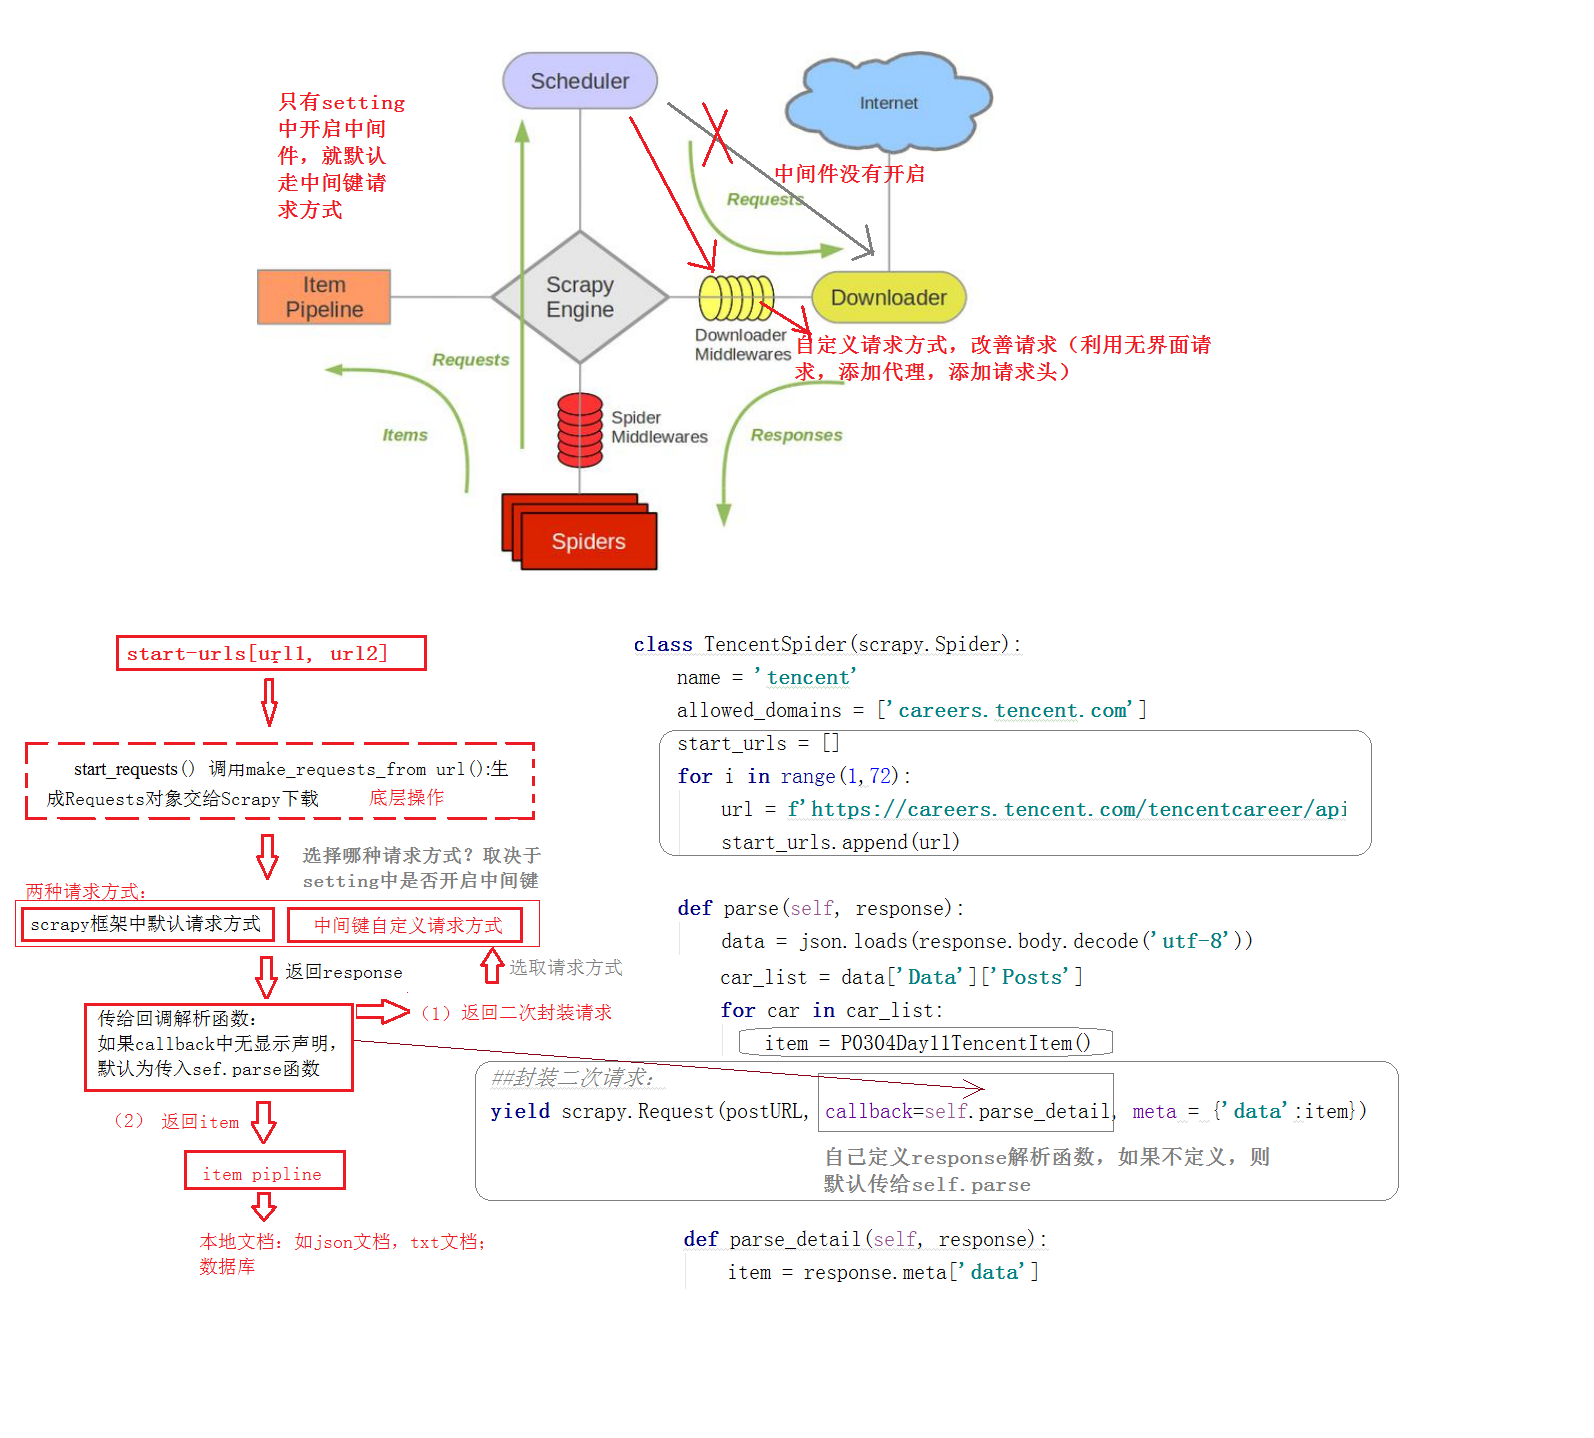 Scheduler
Internet
只有setting
中开启中间
件，就默认
走中间键请
求方式
中间件没有开启
Requests
Item
Pipeline
Scrapy
Engine
Downloader
Downloader
Middlewares
自定义请求方式，改善请求（利用无界面请
求，添加代理，添加请求头）
Requests
Items
Spider
Middlewares
Responses
Spiders
start-urls[url1, url2]
start_requests() 调用make_requests_from url():生
成Requests对象交给Scrapy下载 底层操作
选择哪种请求方式？取决于
setting中是否开启中间键
两种请求方式：
scrapy框架中默认请求方式
中间键自定义请求方式
返回response
选取请求方式
传给回调解析函数：
如果callback中无显示声明，
默认为传入sef.parse函数
（1）返回二次封装请求
（2） 返回item
item pipline
本地文档：如json文档，txt文档；
数据库
class TencentSpider(scrapy.Spider):
name = 'tencent'
allowed_domains = ['careers.tencent.com']
start_urls = []
for i in range(1,72):
url = f'https://careers.tencent.com/tencentcareer/api
start_urls.append(url)
def parse(self, response):
data = json.loads(response.body.decode('utf-8'))
car_list = data['Data']['Posts']
for car in car_list:
item = P0304Day11TencentItem()
##封装二次请求：
yield scrapy.Request(postURL, callback=self.parse_detail, meta = {'data':item})
自己定义response解析函数，如果不定义，则
默认传给self.parse
def parse_detail(self, response):
item = response.meta['data']